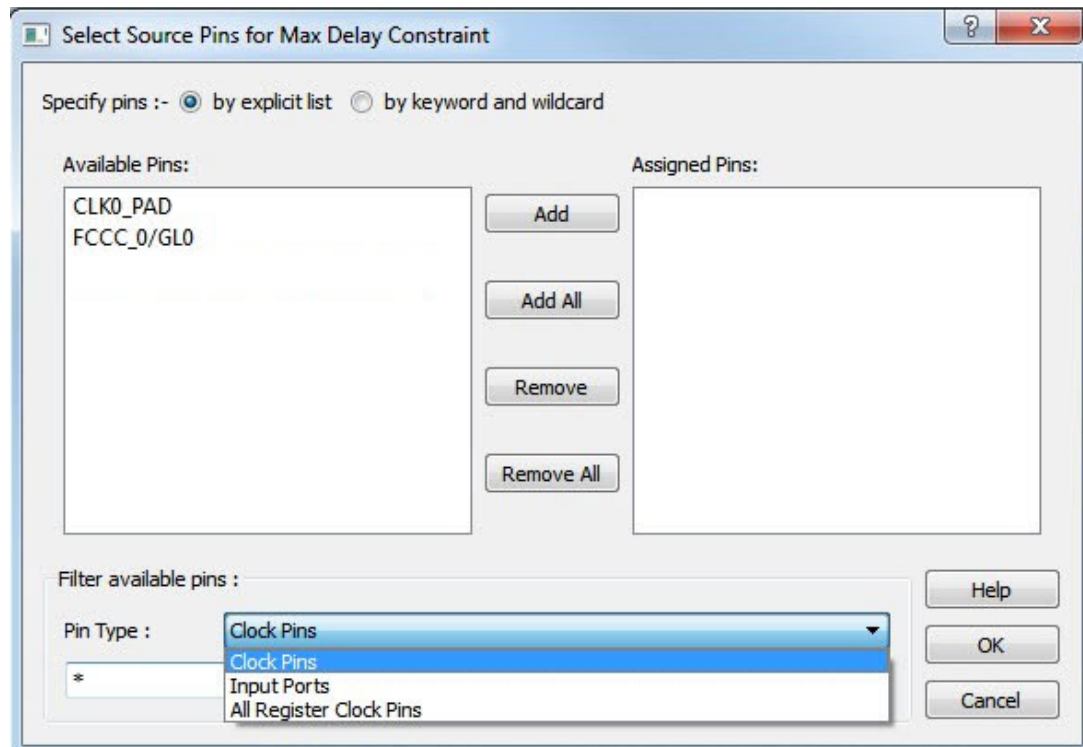 Select Source Pins for Max Delay Constraint
Specify pins :- by explicit list by keyword and wildcard
Available Pins:
Assigned Pins:
CLK0_PAD
FCCC_0/GL0
Add
Add All
Remove
Remove All
Filter available pins :
Pin Type :
Clock Pins
Clock Pins
Input Ports
All Register Clock Pins
*
Help
OK
Cancel